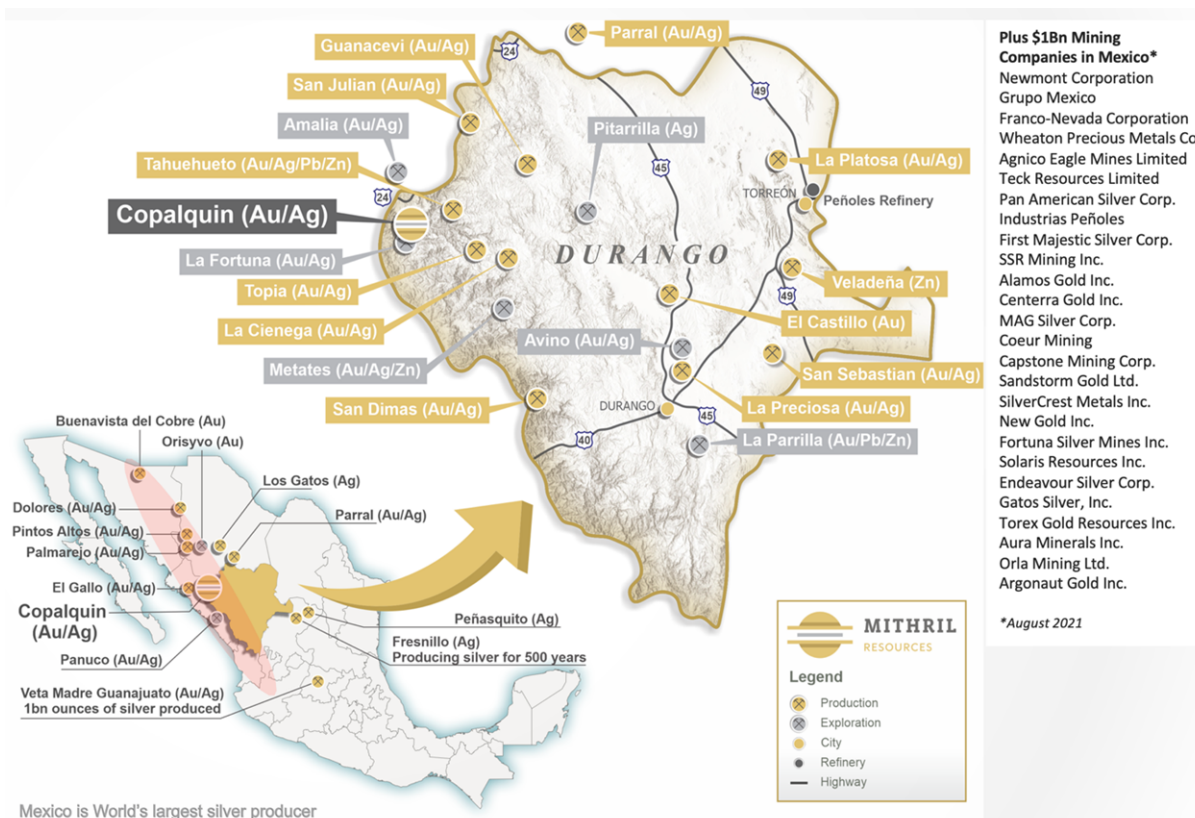 Parral (Au/Ag)
Guanacevi (Au/Ag)
24
San Julian (Au/Ag)
49
Amalia (Au/Ag)
Pitarrilla (Ag)
Tahuehueto (Au/Ag/Pb/Zn)
La Platosa (Au/Ag)
45
24
TORREÓN
Peñoles Refinery
Copalquin (Au/Ag)
DURANGO
La Fortuna (Au/Ag)
Topia (Au/Ag)
Veladeña (Zn)
49
La Cienega (Au/Ag)
El Castillo (Au)
Avino (Au/Ag)
Metates (Au/Ag/Zn)
San Sebastian (Au/Ag)
San Dimas (Au/Ag)
DURANGO
La Preciosa (Au/Ag)
45
40
La Parrilla (Au/Pb/Zn)
Buenavista del Cobre (Au)
Orisyvo (Au)
Los Gatos (Ag)
Dolores (Au/Ag)
Parral (Au/Ag)
Pintos Altos (Au/Ag)
Palmarejo (Au/Ag)
El Gallo (Au/Ag)
Copalquin
(Au/Ag)
Peñasquito (Ag)
Fresnillo (Ag)
Producing silver for 500 years
Panuco (Au/Ag)
Veta Madre Guanajuato (Au/Ag)
1bn ounces of silver produced
Mexico is World's largest silver producer
MITHRIL
RESOURCES
Legend
Production
Exploration
City
Refinery
Highway
Plus $1Bn Mining
Companies in Mexico*
Newmont Corporation
Grupo Mexico
Franco-Nevada Corporation
Wheaton Precious Metals Co
Agnico Eagle Mines Limited
Teck Resources Limited
Pan American Silver Corp.
Industrias Peñoles
First Majestic Silver Corp.
SSR Mining Inc.
Alamos Gold Inc.
Centerra Gold Inc.
MAG Silver Corp.
Coeur Mining
Capstone Mining Corp.
Sandstorm Gold Ltd.
SilverCrest Metals Inc.
New Gold Inc.
Fortuna Silver Mines Inc.
Solaris Resources Inc.
Endeavour Silver Corp.
Gatos Silver, Inc.
Torex Gold Resources Inc.
Aura Minerals Inc.
Orla Mining Ltd.
Argonaut Gold Inc.
*August 2021